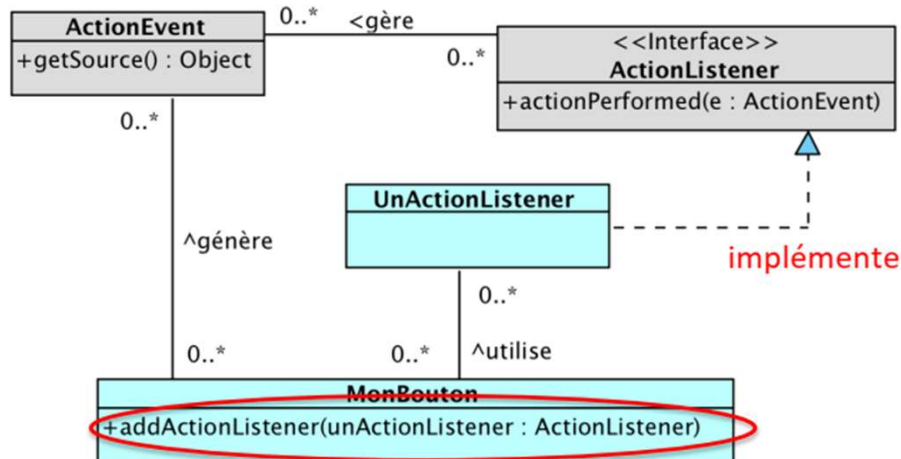 ActionEvent
+getSource() : Object
0..*
<gère
0..*
<<Interface>>
ActionListener
+actionPerformed(e : ActionEvent)
0..*
UnActionListener
^génère
implémente
0..*
0..*
0..*
^utilise
MonBouton
+addActionListener(unActionListener : ActionListener)